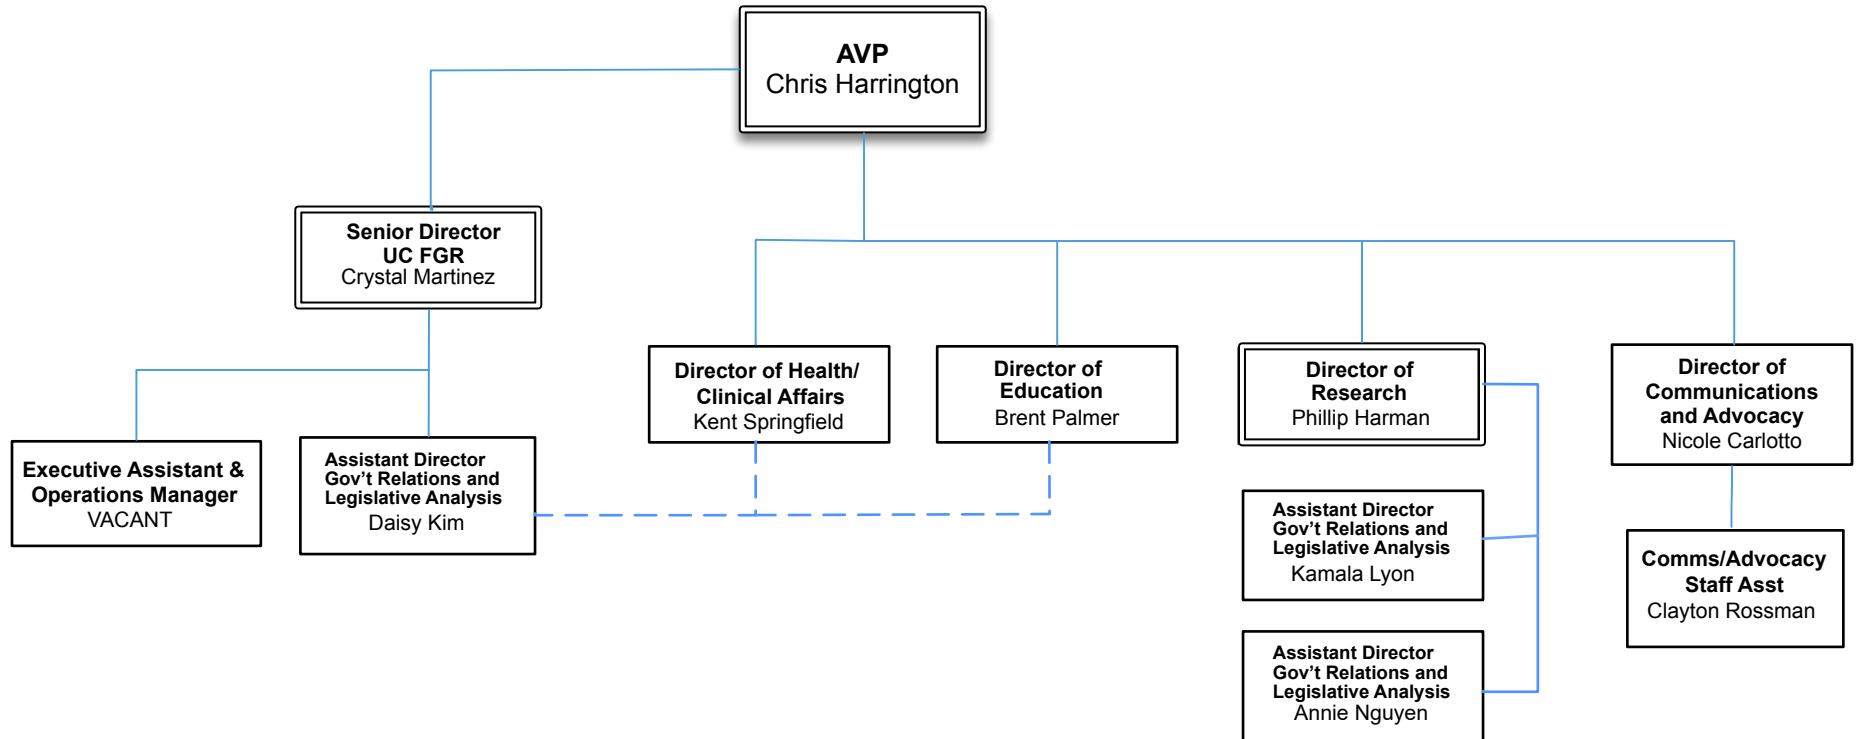 AVP
Chris Harrington
Senior Director
UC FGR
Crystal Martinez
Director of Health/
Clinical Affairs
Kent Springfield
Director of
Education
Brent Palmer
Director of
Research
Phillip Harman
Director of
Communications
and Advocacy
Nicole Carlotto
Executive Assistant &
Operations Manager
VACANT
Assistant Director
Gov’t Relations and
Legislative Analysis
Daisy Kim
Assistant Director
Gov’t Relations and
Legislative Analysis
Kamala Lyon
Comms/Advocacy
Staff Asst
Clayton Rossman
Assistant Director
Gov’t Relations and
Legislative Analysis
Annie Nguyen